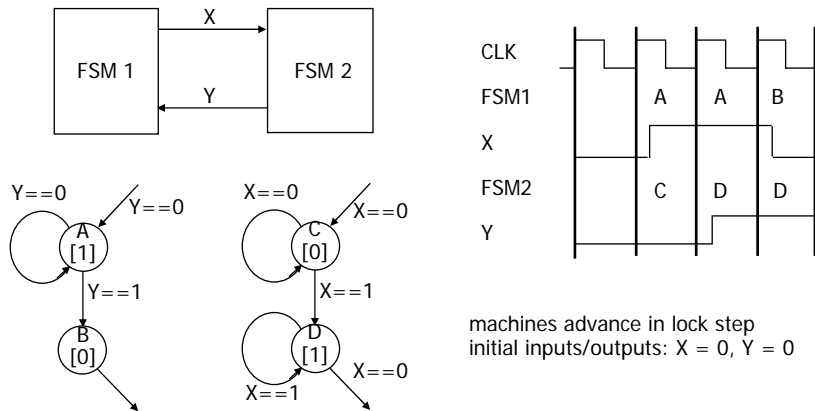 X
FSM 1
FSM 2
Y
Y==0
Y==0
A
[1]
Y==1
B
[0]
X==0
X==0
C
[0]
X==1
D
[1]
X==1
X==0
CLK
FSM1 A A B
X
FSM2 C D D
Y
machines advance in lock step
initial inputs/outputs: X = 0, Y = 0